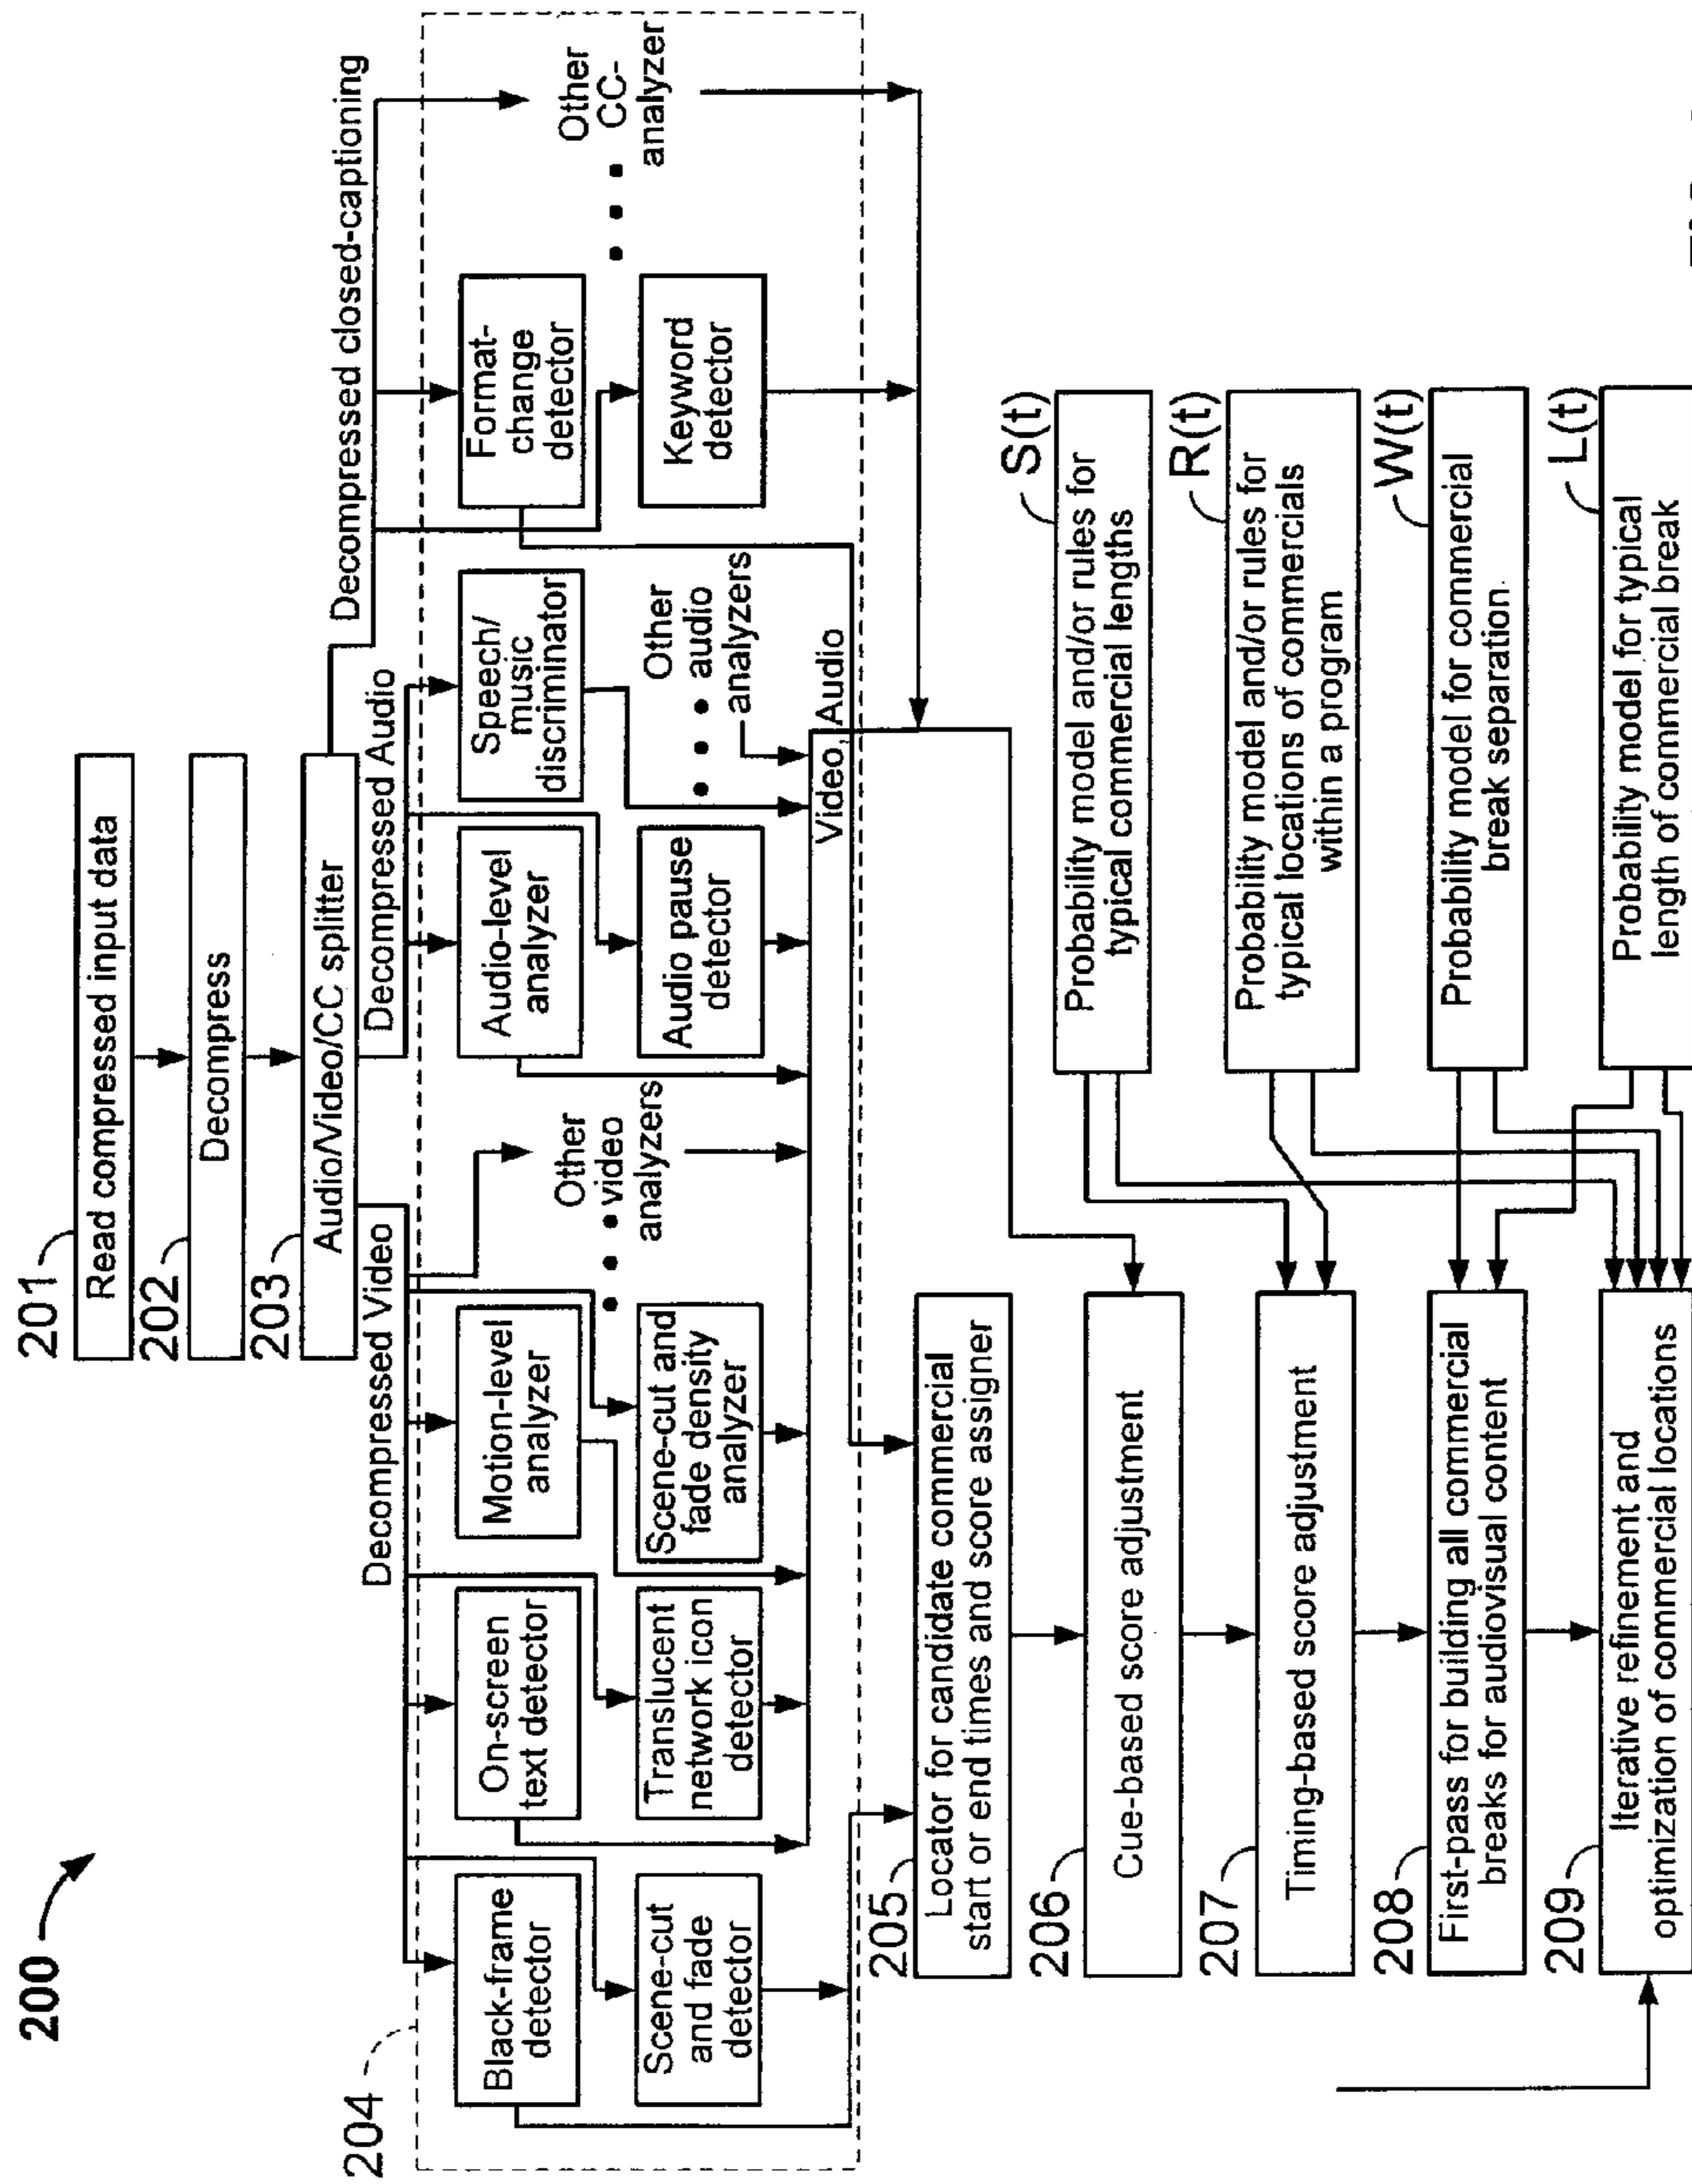 200
201
Read compressed input data
202
Decompress
203
Audio/Video/CC splitter
Decompressed Video
Decompressed Audio
Decompressed closed-captioning
204
Black-frame
detector
On-screen
text detector
Motion-level
analyzer
Other
video
analyzers
Audio-level
analyzer
Speech/
music
discriminator
Format-
change
detector
Other
CC-
analyzer
Scene-cut
and fade
detector
Translucent
network icon
detector
Scene-cut and
fade density
analyzer
Audio pause
detector
Other
audio
analyzers
Keyword
detector
Video, Audio
205
Locator for candidate commercial
start or end times and score assigner
206
Cue-based score adjustment
S(t)
Probability model and/or rules for
typical commercial lengths
207
Timing-based score adjustment
R(t)
Probability model and/or rules for
typical locations of commercials
within a program
208
First-pass for building all commercial
breaks for audiovisual content
W(t)
Probability model for commercial
break separation
209
Iterative refinement and
optimization of commercial locations
L(t)
Probability model for typical
length of commercial break